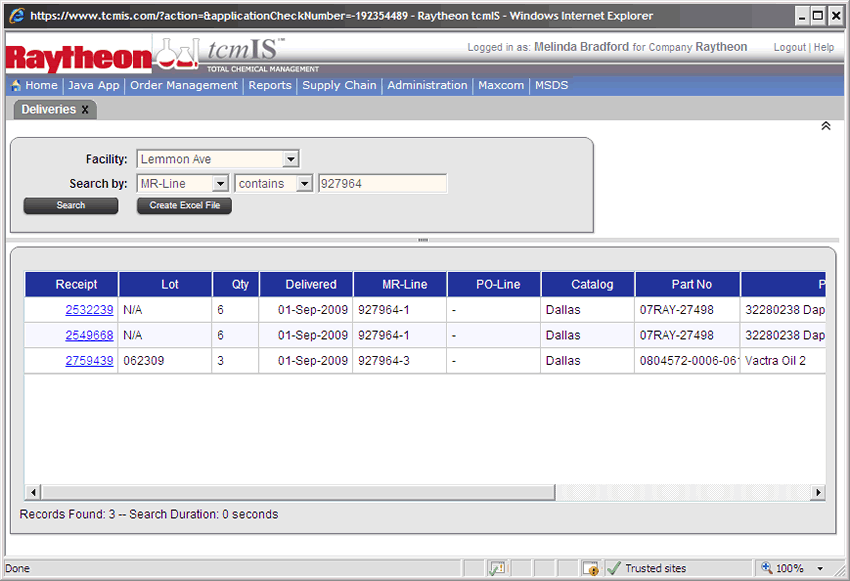 https://www.tcmis.com/?action=&applicationCheckNumber=-192354489 - Raytheon tcmIS - Windows Internet Explorer
Raytheon tcmIS™ Logged in as: Melinda Bradford for Company Raytheon Logout | Help
TOTAL CHEMICAL MANAGEMENT
Home Java App Order Management Reports Supply Chain Administration Maxcom MSDS
Deliveries X
Facility: Lemmon Ave
Search by: MR-Line contains 927964
Search Create Excel File
Receipt Lot Qty Delivered MR-Line PO-Line Catalog Part No P
2532239 N/A 6 01-Sep-2009 927964-1 - Dallas 07RAY-27498 32280238 Dap
2549668 N/A 6 01-Sep-2009 927964-1 - Dallas 07RAY-27498 32280238 Dap
2759439 062309 3 01-Sep-2009 927964-3 - Dallas 0804572-0006-061 Vactra Oil 2
Records Found: 3 -- Search Duration: 0 seconds
Done Trusted sites 100%